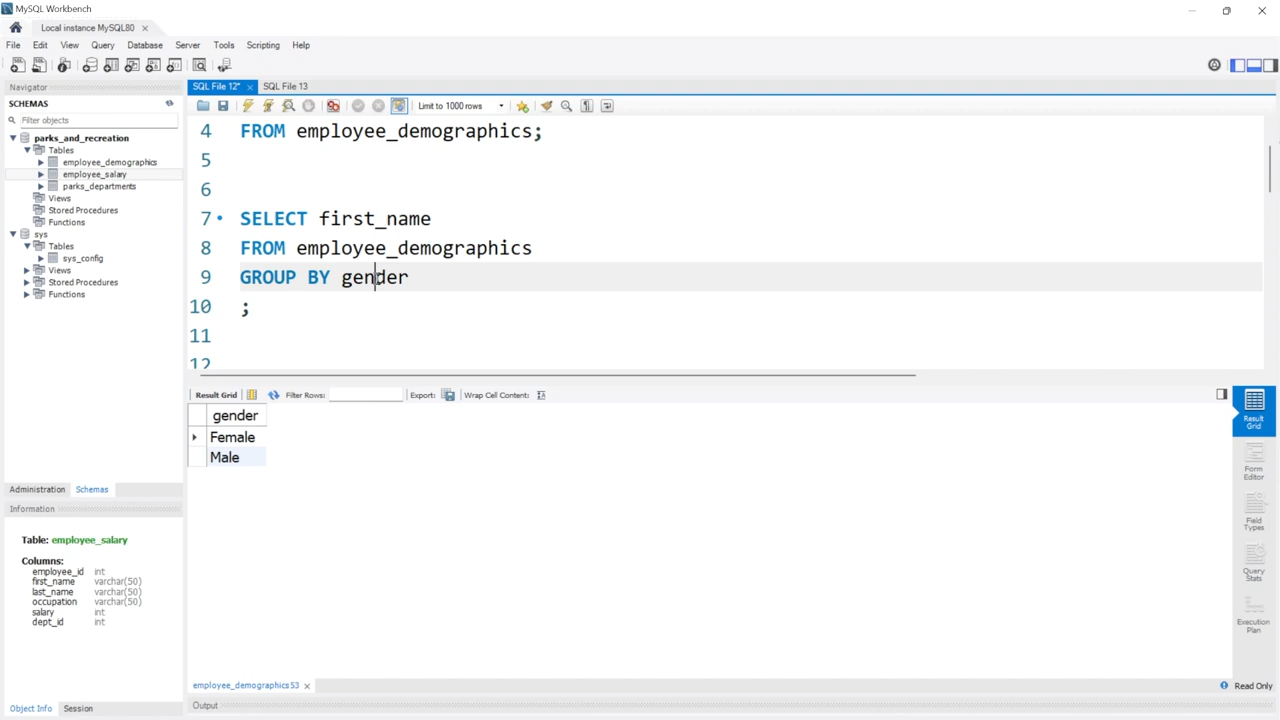 MySQL Workbench
Local instance MySQL80
File Edit View Query Database Server Tools Scripting Help
Navigator
SCHEMAS
Filter objects
parks_and_recreation
Tables
employee_demographics
employee_salary
parks_departments
Views
Stored Procedures
Functions
sys
Tables
sys_config
Views
Stored Procedures
Functions
Administration Schemas
Information
Table: employee_salary
Columns:
employee_id int
first_name varchar(50)
last_name varchar(50)
occupation varchar(50)
salary int
dept_id int
Object Info Session
SQL File 12* SQL File 13
Limit to 1000 rows
4 FROM employee_demographics;
5
6
7 SELECT first_name
8 FROM employee_demographics
9 GROUP BY gender
10 ;
11
12
Result Grid Filter Rows: Export: Wrap Cell Content:
gender
Female
Male
Result Grid
Form Editor
Field Types
Query Stats
Execution Plan
employee_demographics53
Read Only
Output